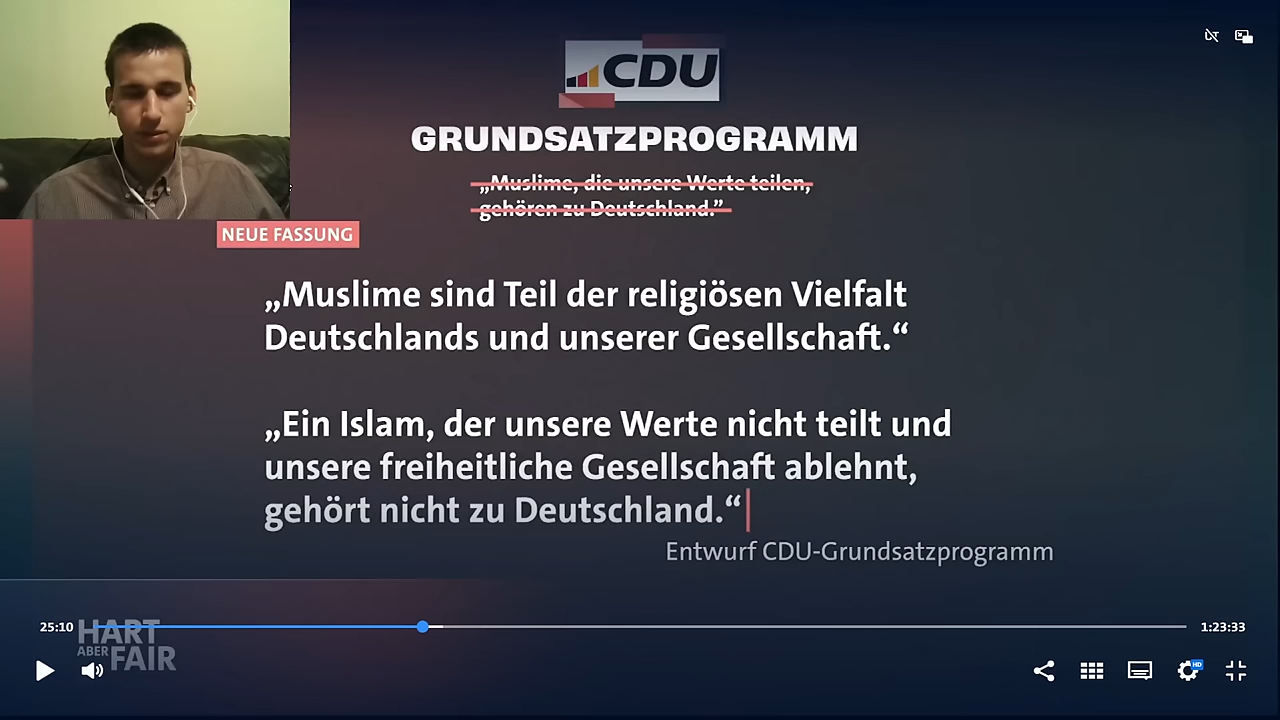 CDU
GRUNDSATZPROGRAMM
„Muslime, die unsere Werte teilen,
gehören zu Deutschland.”
NEUE FASSUNG
„Muslime sind Teil der religiösen Vielfalt
Deutschlands und unserer Gesellschaft.“
„Ein Islam, der unsere Werte nicht teilt und
unsere freiheitliche Gesellschaft ablehnt,
gehört nicht zu Deutschland.“
Entwurf CDU-Grundsatzprogramm
25:10
HART
ABER FAIR
1:23:33
HD